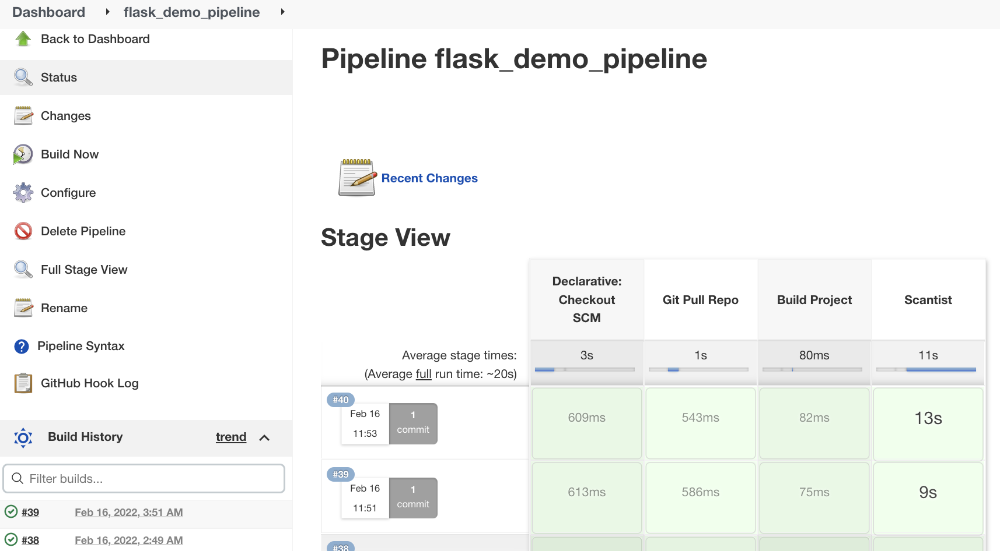 Dashboard
flask_demo_pipeline
Back to Dashboard
Status
Changes
Build Now
Configure
Delete Pipeline
Full Stage View
Rename
Pipeline Syntax
GitHub Hook Log
Build History
trend
Filter builds...
#39 Feb 16, 2022, 3:51 AM
#38 Feb 16, 2022, 2:49 AM
Pipeline flask_demo_pipeline
Recent Changes
Stage View
Declarative:
Checkout
SCM
Git Pull Repo
Build Project
Scantist
Average stage times:
(Average full run time: ~20s)
3s
1s
80ms
11s
#40
Feb 16
11:53
1
commit
609ms
543ms
82ms
13s
#39
Feb 16
11:51
1
commit
613ms
586ms
75ms
9s
#38